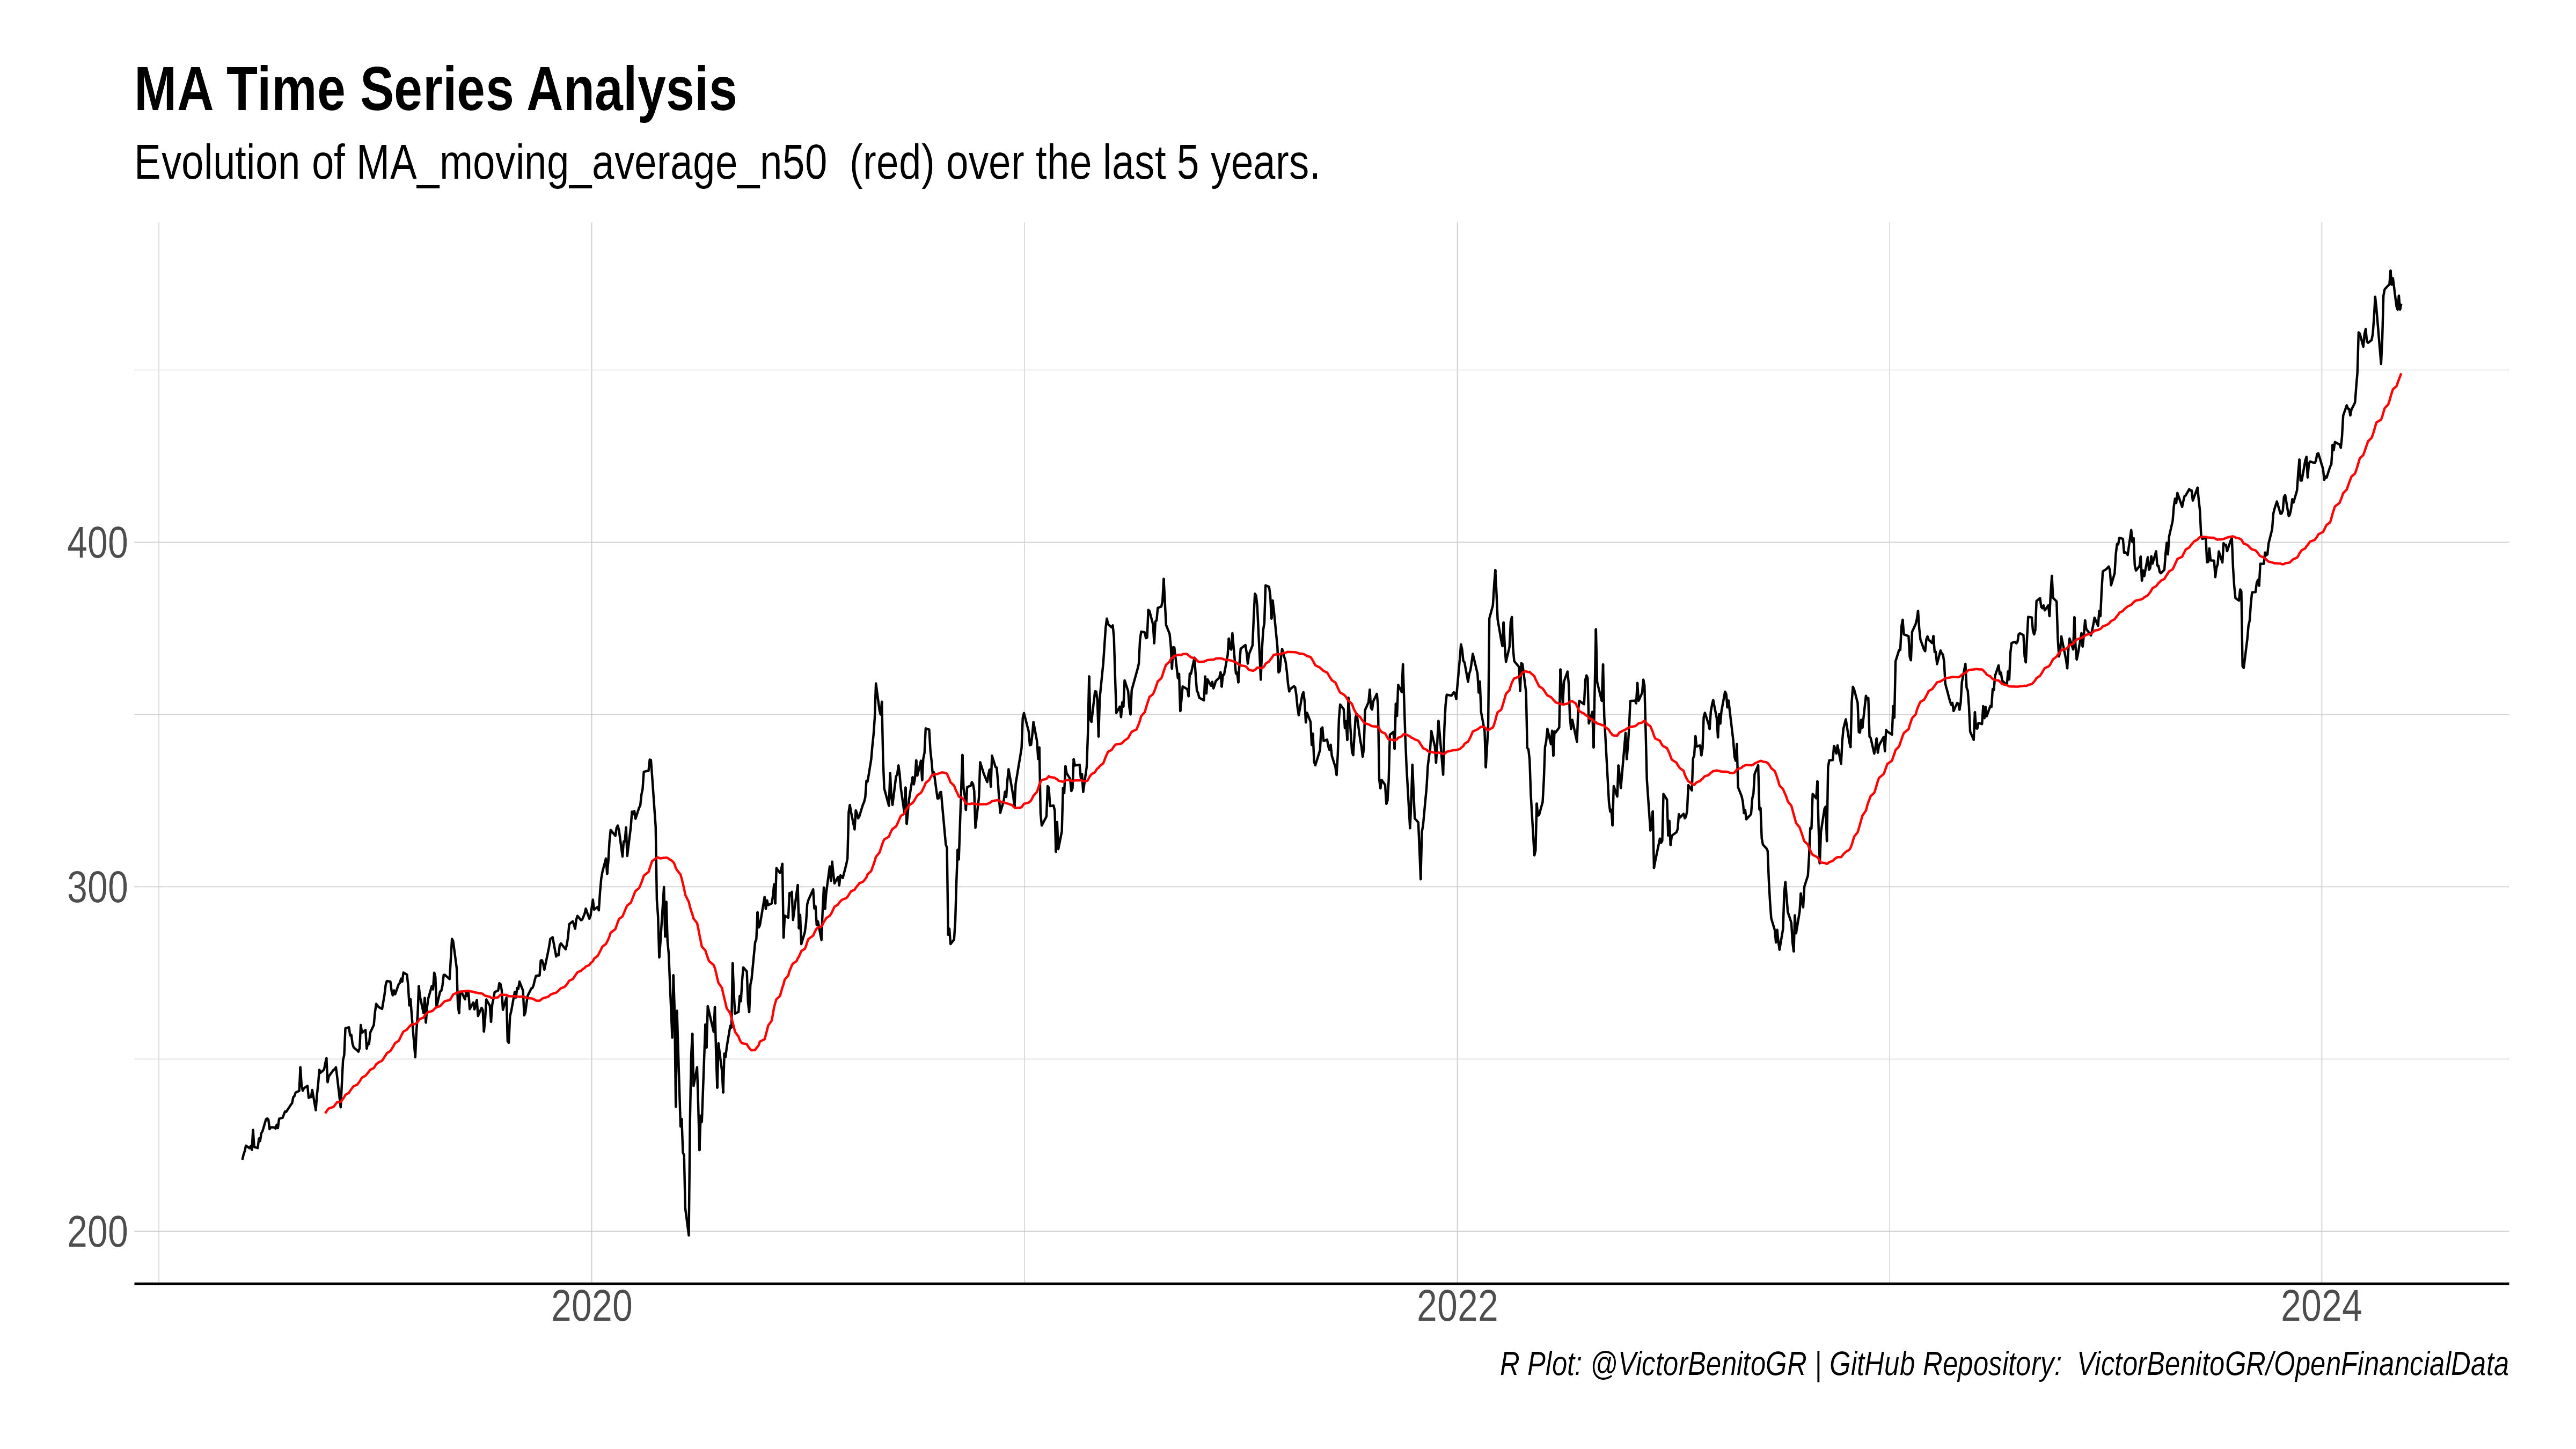 MA Time Series Analysis
Evolution of MA_moving_average_n50  (red) over the last 5 years.
400
300
200
2020 2022 2024
R Plot: @VictorBenitoGR | GitHub Repository:  VictorBenitoGR/OpenFinancialData